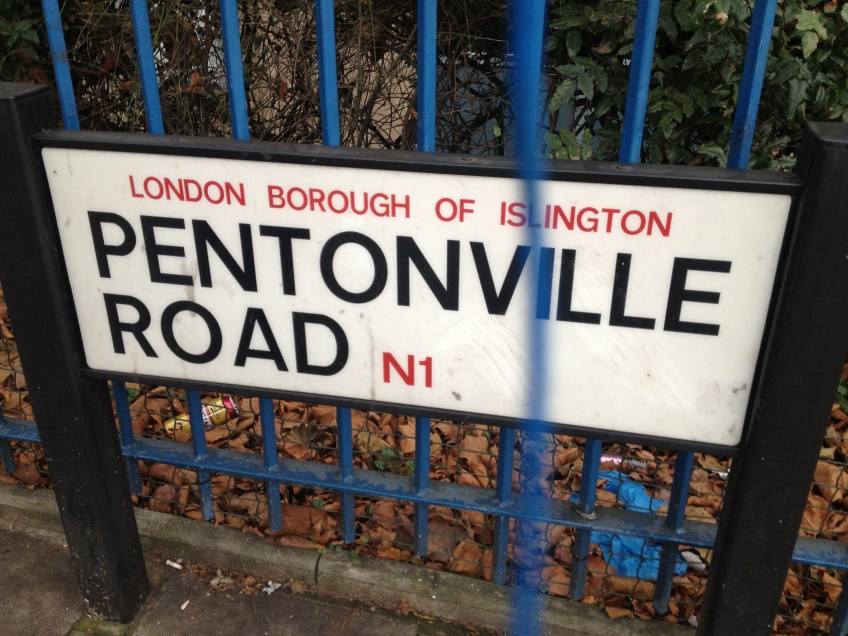 LONDON BOROUGH OF ISLINGTON
PENTONVILLE
ROAD N1